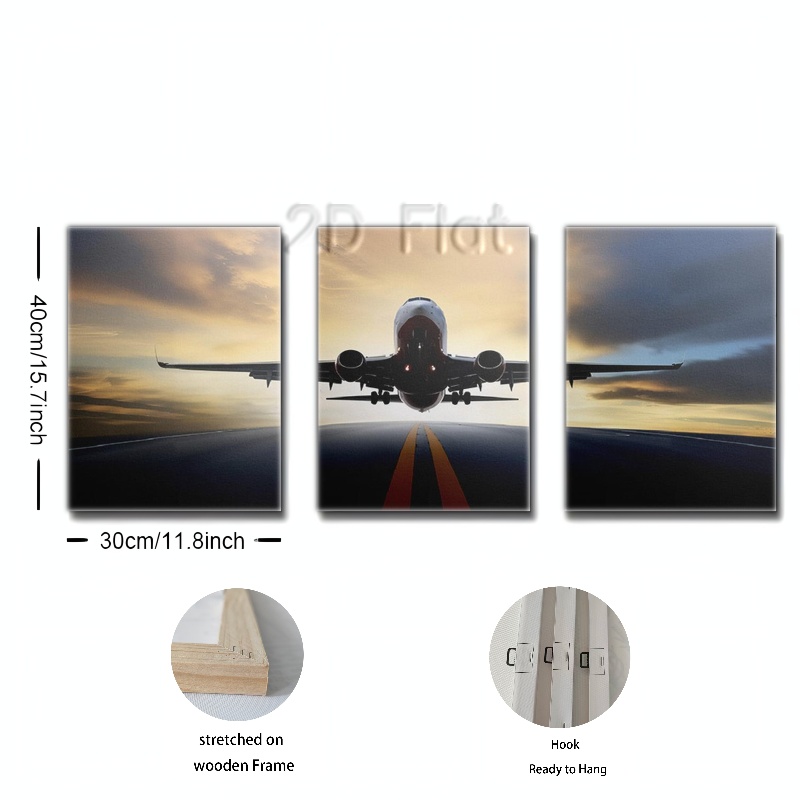 2D Flat
40cm/15.7inch
30cm/11.8inch
stretched on
wooden Frame
Hook
Ready to Hang